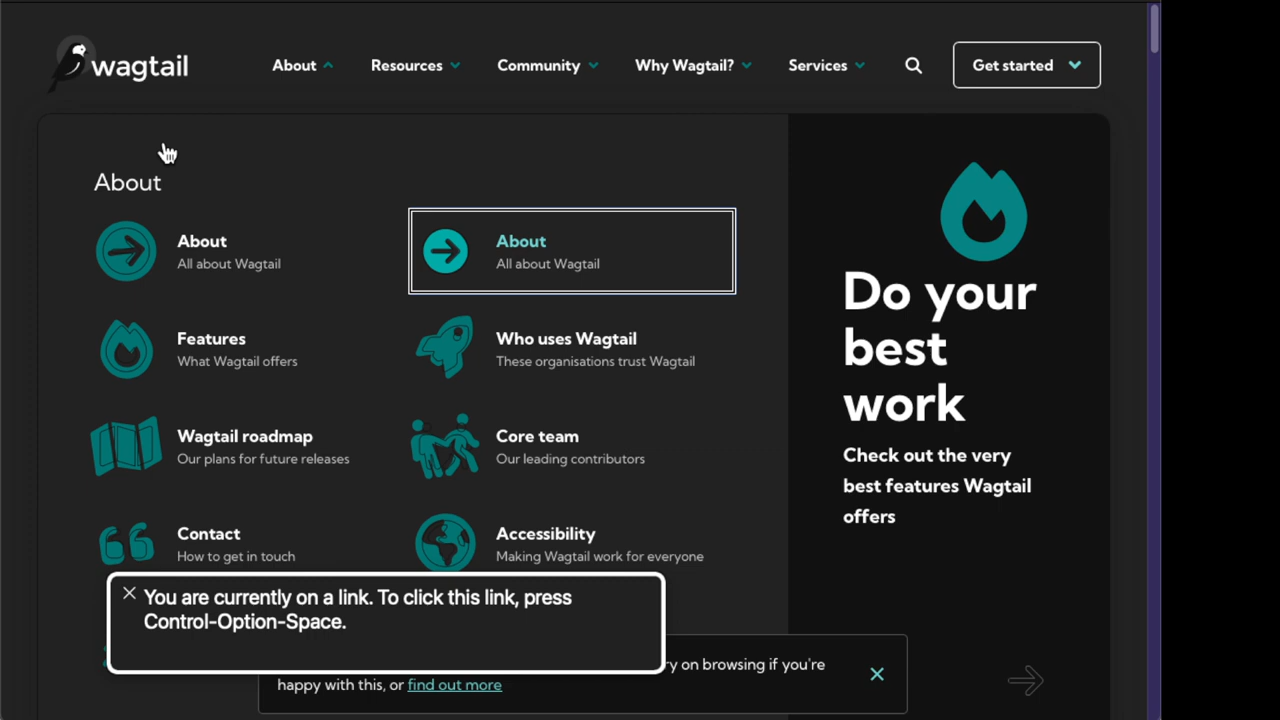 wagtail
About
Resources
Community
Why Wagtail?
Services
Get started
About
About
All about Wagtail
About
All about Wagtail
Features
What Wagtail offers
Who uses Wagtail
These organisations trust Wagtail
Wagtail roadmap
Our plans for future releases
Core team
Our leading contributors
Contact
How to get in touch
Accessibility
Making Wagtail work for everyone
Do your
best
work
Check out the very
best features Wagtail
offers
You are currently on a link. To click this link, press
Control-Option-Space.
on browsing if you're
happy with this, or find out more